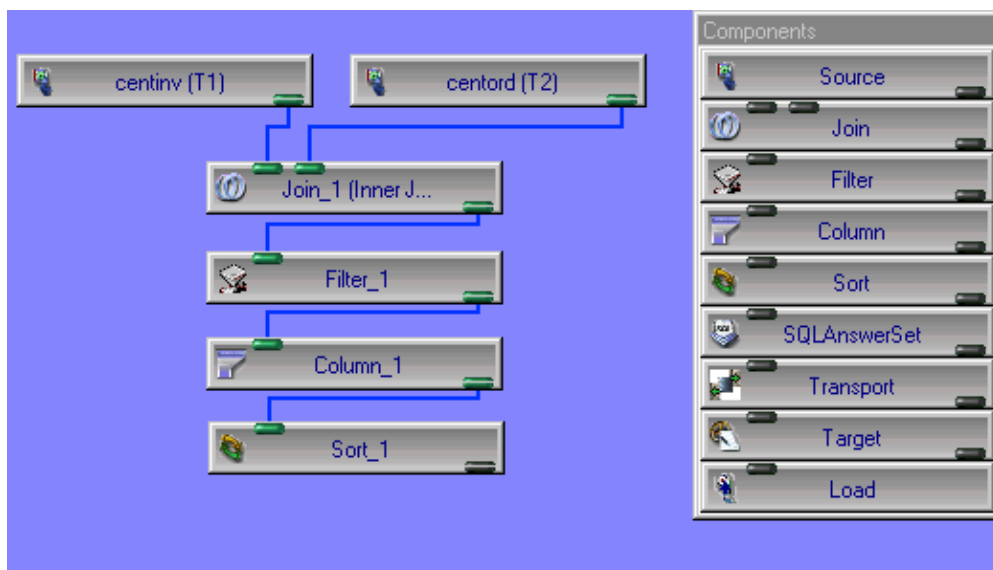 centinv (T1)
centord (T2)
Join_1 (Inner J...
Filter_1
Column_1
Sort_1
Components
Source
Join
Filter
Column
Sort
SQLAnswerSet
Transport
Target
Load